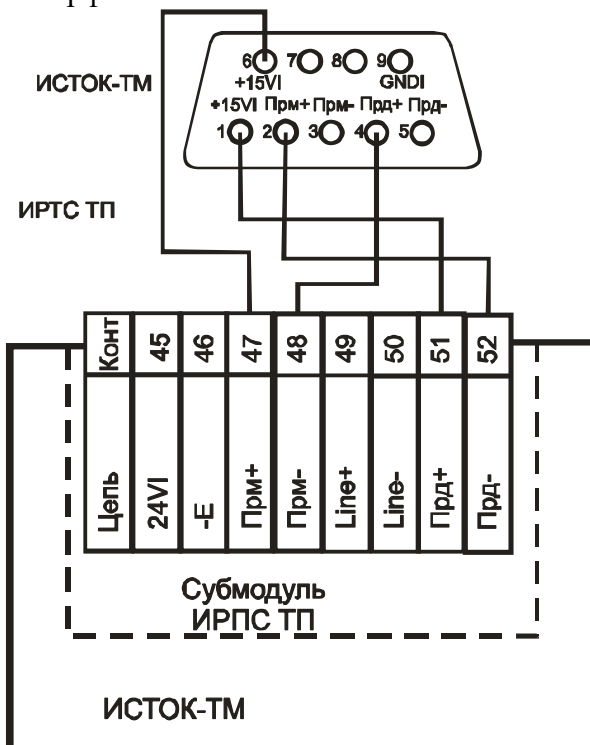 6 7 8 9
+15VI GNDI
ИСТОК-ТМ
+15VI Прм+ Прм- Прд+ Прд-
1 2 3 4 5
ИРТС ТП
Конт 45 46 47 48 49 50 51 52
Цепь 24VI -E Прм+ Прм- Line+ Line- Прд+ Прд-
Субмодуль
ИРПС ТП
ИСТОК-ТМ